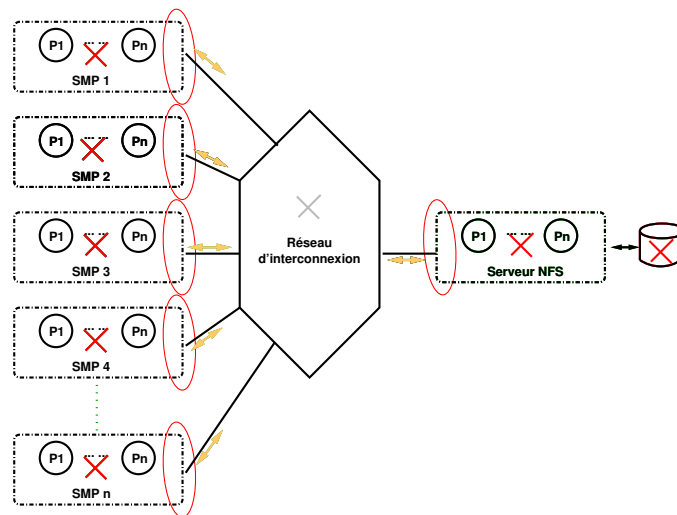 P1 Pn
SMP 1
P1 Pn
SMP 2
P1 Pn
SMP 3
P1 Pn
SMP 4
P1 Pn
SMP n
Réseau
d'interconnexion
P1 Pn
Serveur NFS